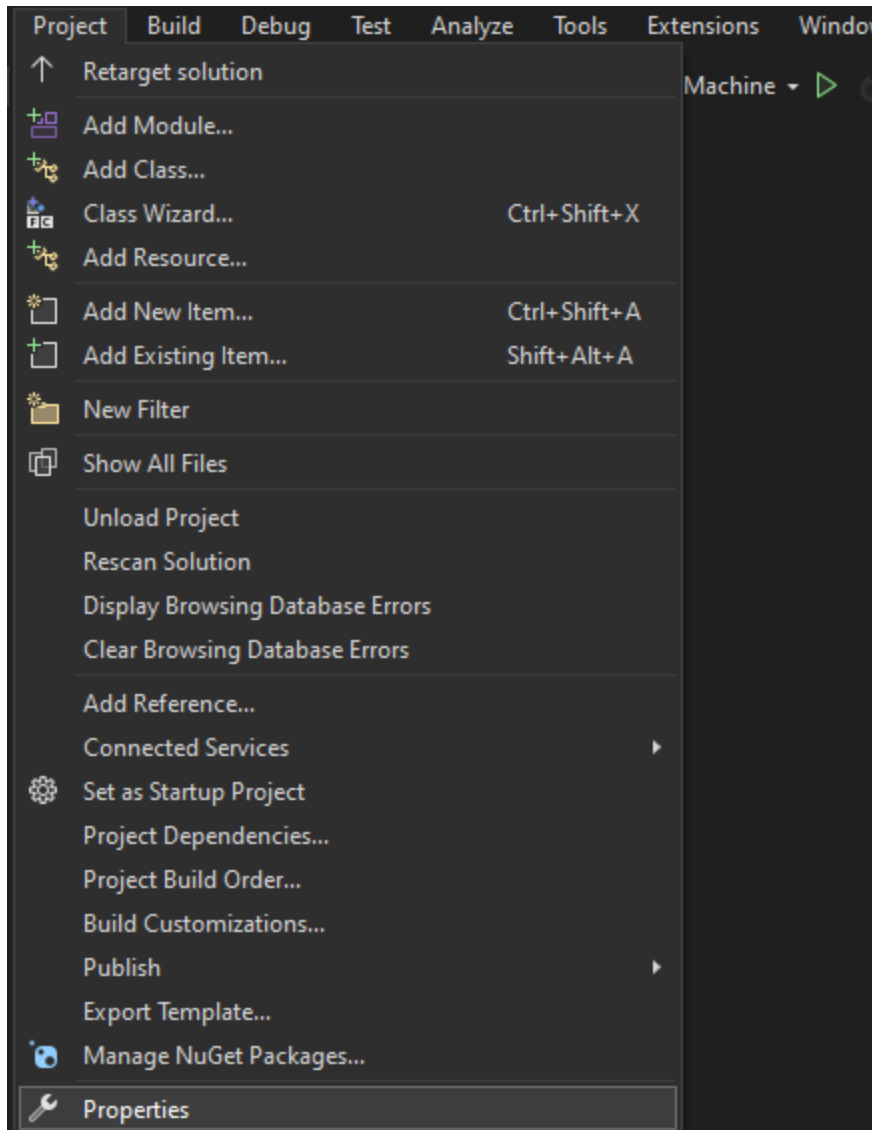 Project Build Debug Test Analyze Tools Extensions Window
Retarget solution
Machine
Add Module...
Add Class...
Class Wizard... Ctrl+Shift+X
Add Resource...
Add New Item... Ctrl+Shift+A
Add Existing Item... Shift+Alt+A
New Filter
Show All Files
Unload Project
Rescan Solution
Display Browsing Database Errors
Clear Browsing Database Errors
Add Reference...
Connected Services
Set as Startup Project
Project Dependencies...
Project Build Order...
Build Customizations...
Publish
Export Template...
Manage NuGet Packages...
Properties